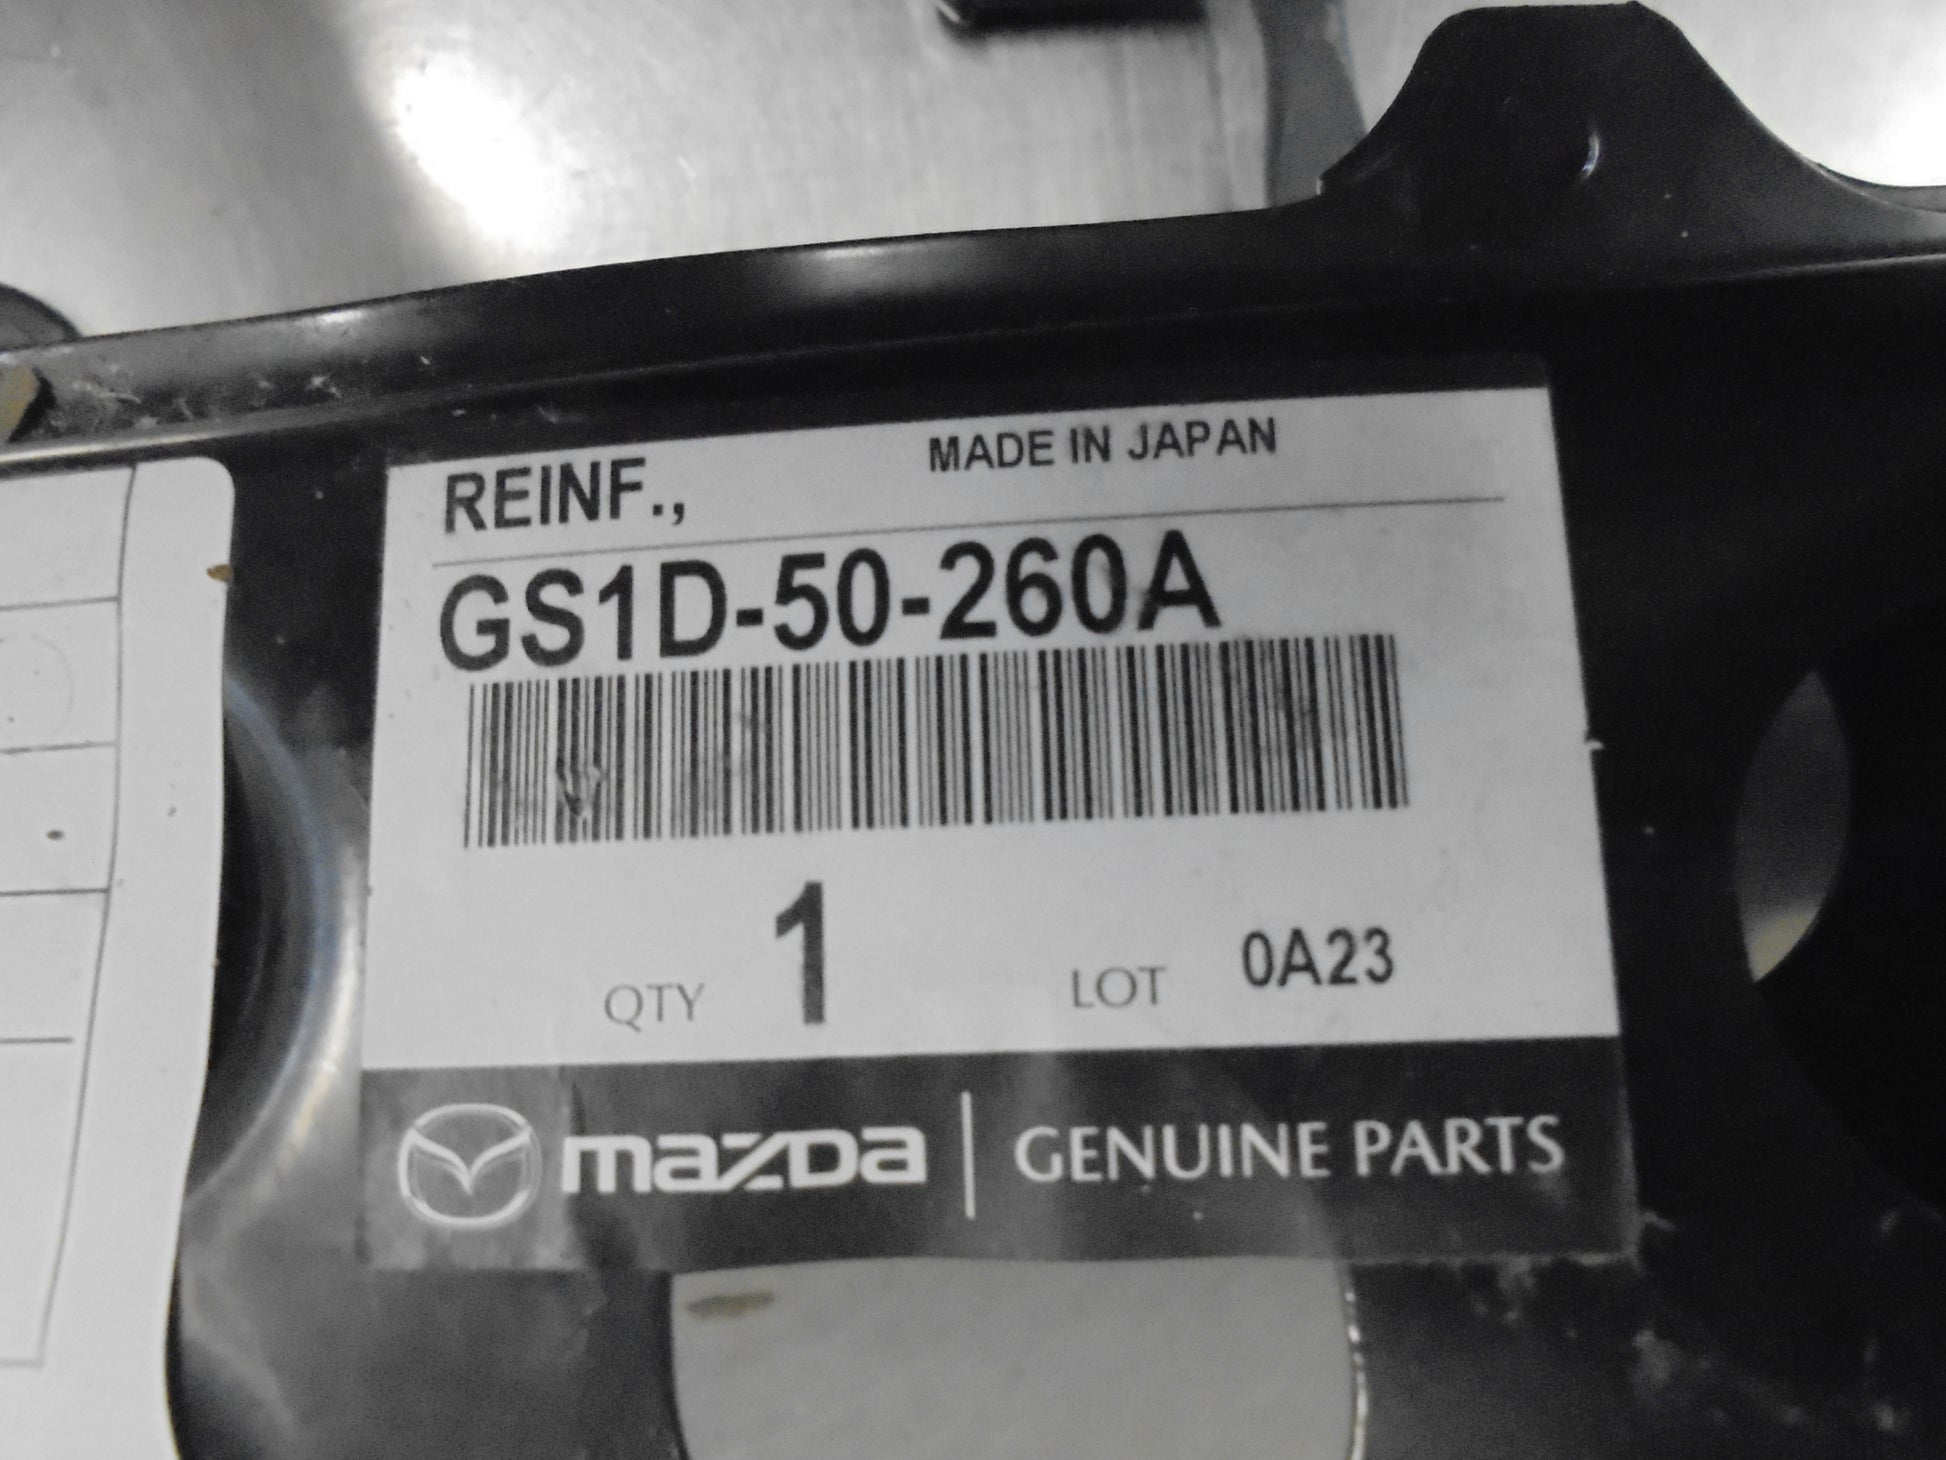 MADE IN JAPAN
REINF.,
GS1D-50-260A
QTY 1 LOT 0A23
mazda | GENUINE PARTS